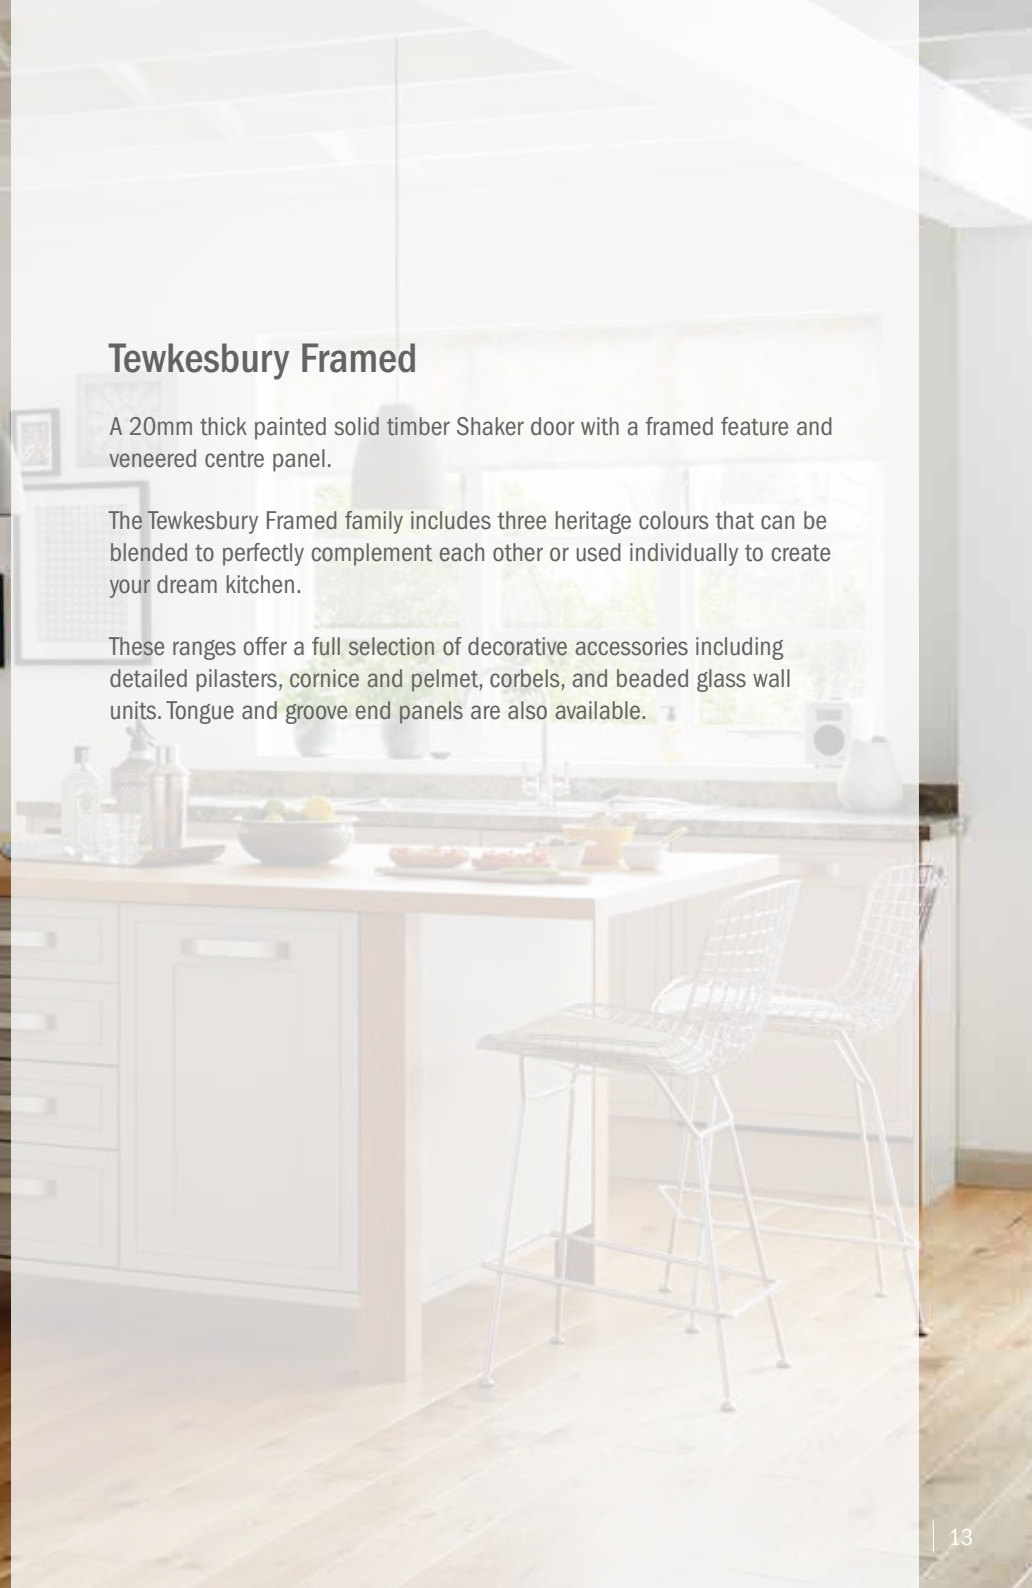 Tewkesbury Framed
A 20mm thick painted solid timber Shaker door with a framed feature and
veneered centre panel.
The Tewkesbury Framed family includes three heritage colours that can be
blended to perfectly complement each other or used individually to create
your dream kitchen.
These ranges offer a full selection of decorative accessories including
detailed pilasters, cornice and pelmet, corbels, and beaded glass wall
units. Tongue and groove end panels are also available.
13